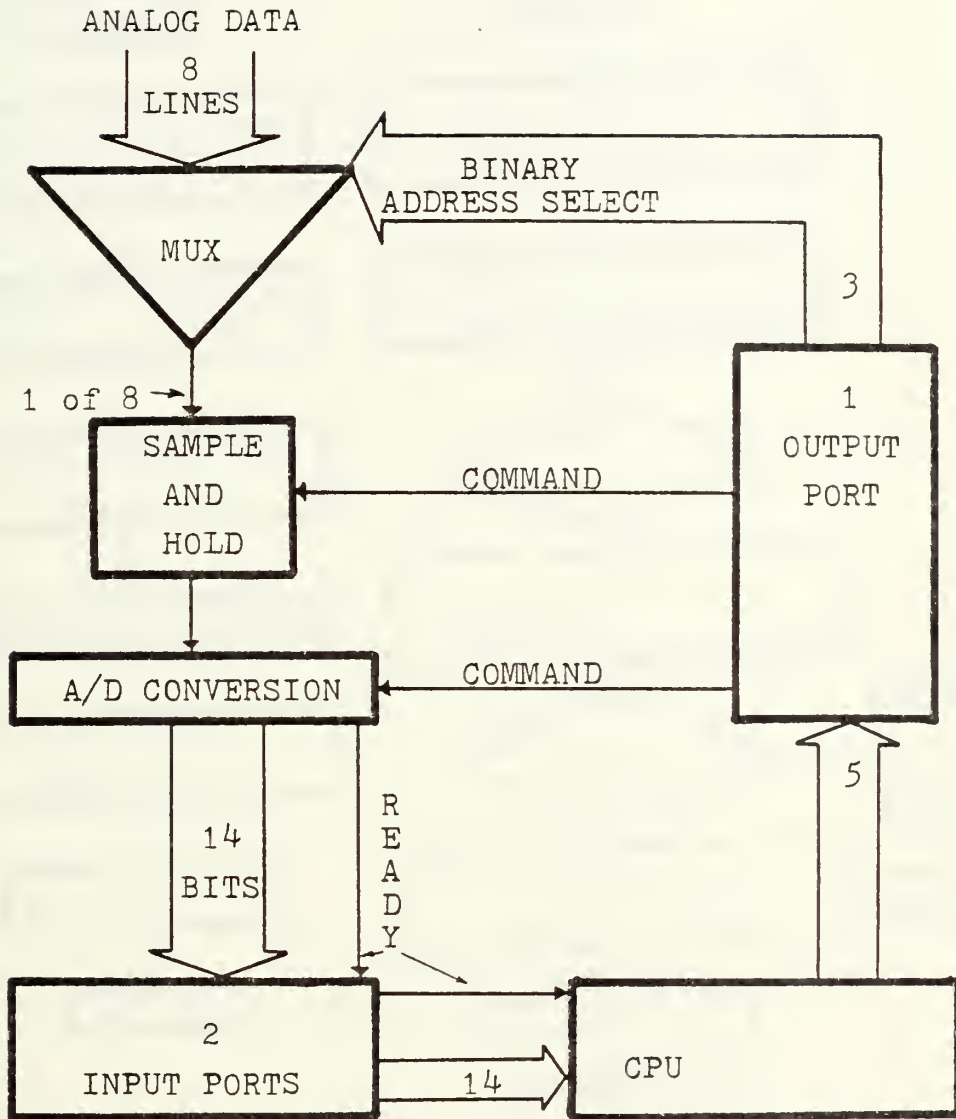 ANALOG DATA
8
LINES
BINARY
ADDRESS SELECT
MUX
3
1 of 8
1
OUTPUT
PORT
SAMPLE
AND
HOLD
COMMAND
A/D CONVERSION
COMMAND
5
14
BITS
READY
2
INPUT PORTS
14
CPU